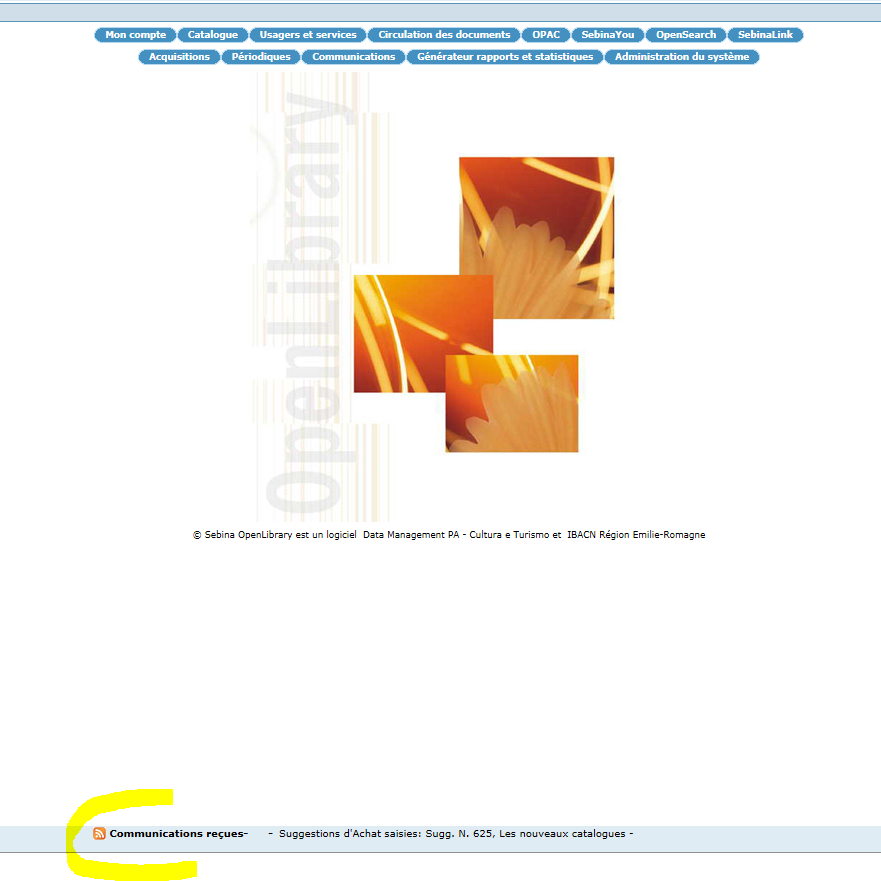 Mon compte Catalogue Usagers et services Circulation des documents OPAC SebinaYou OpenSearch SebinaLink
Acquisitions Périodiques Communications Générateur rapports et statistiques Administration du système
OpenLibrary
© Sebina OpenLibrary est un logiciel Data Management PA - Cultura e Turismo et IBACN Région Emilie-Romagne
Communications reçues- - Suggestions d'Achat saisies: Sugg. N. 625, Les nouveaux catalogues -